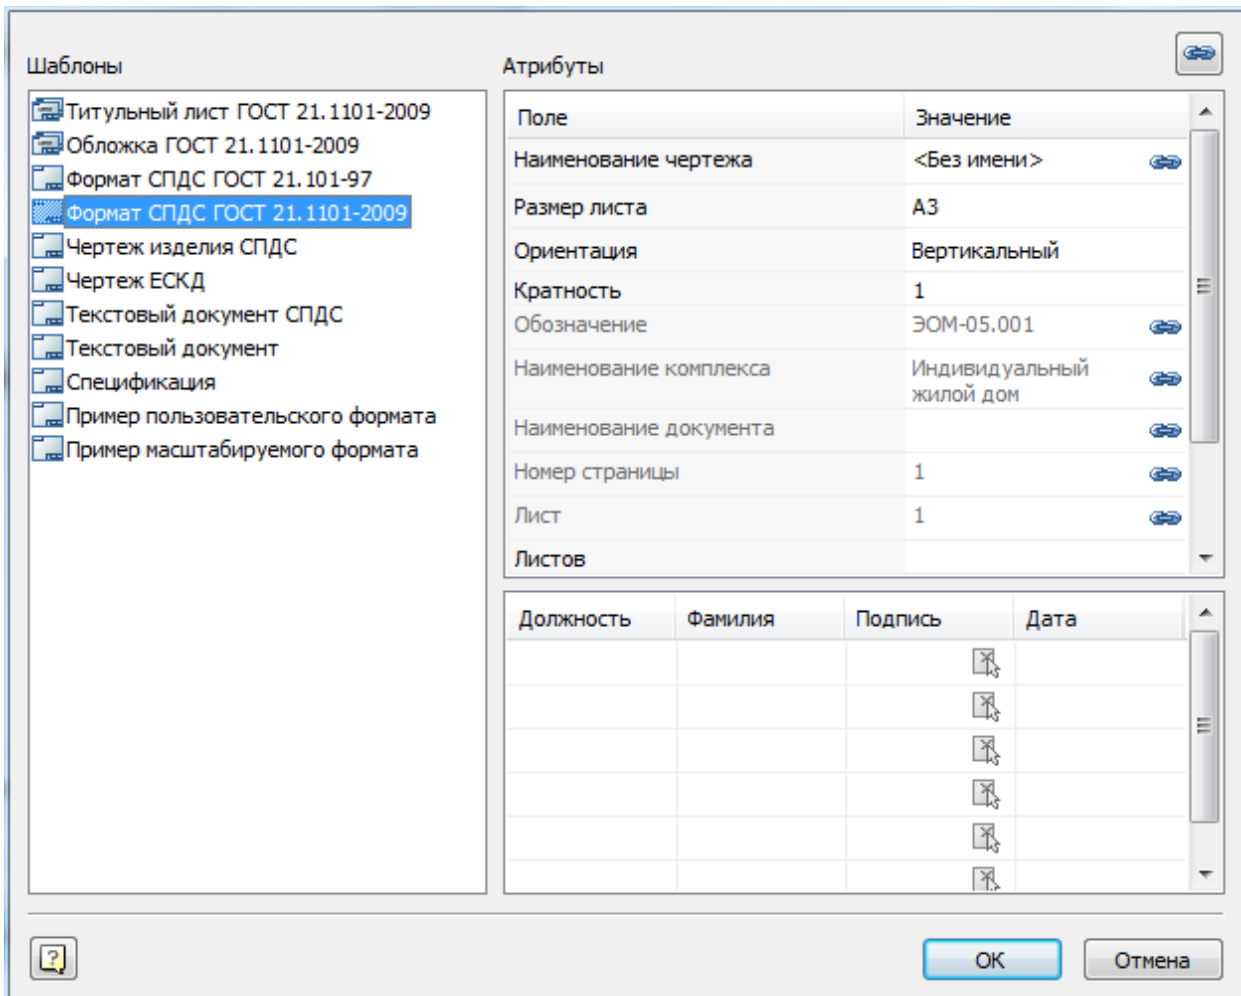 Шаблоны
Титульный лист ГОСТ 21.1101-2009
Обложка ГОСТ 21.1101-2009
Формат СПДС ГОСТ 21.101-97
Формат СПДС ГОСТ 21.1101-2009
Чертеж изделия СПДС
Чертеж ЕСКД
Текстовый документ СПДС
Текстовый документ
Спецификация
Пример пользовательского формата
Пример масштабируемого формата
Атрибуты
Поле Значение
Наименование чертежа <Без имени>
Размер листа А3
Ориентация Вертикальный
Кратность 1
Обозначение ЭОМ-05.001
Наименование комплекса Индивидуальный
жилой дом
Наименование документа
Номер страницы 1
Лист 1
Листов
Должность Фамилия Подпись Дата
?
ОК Отмена